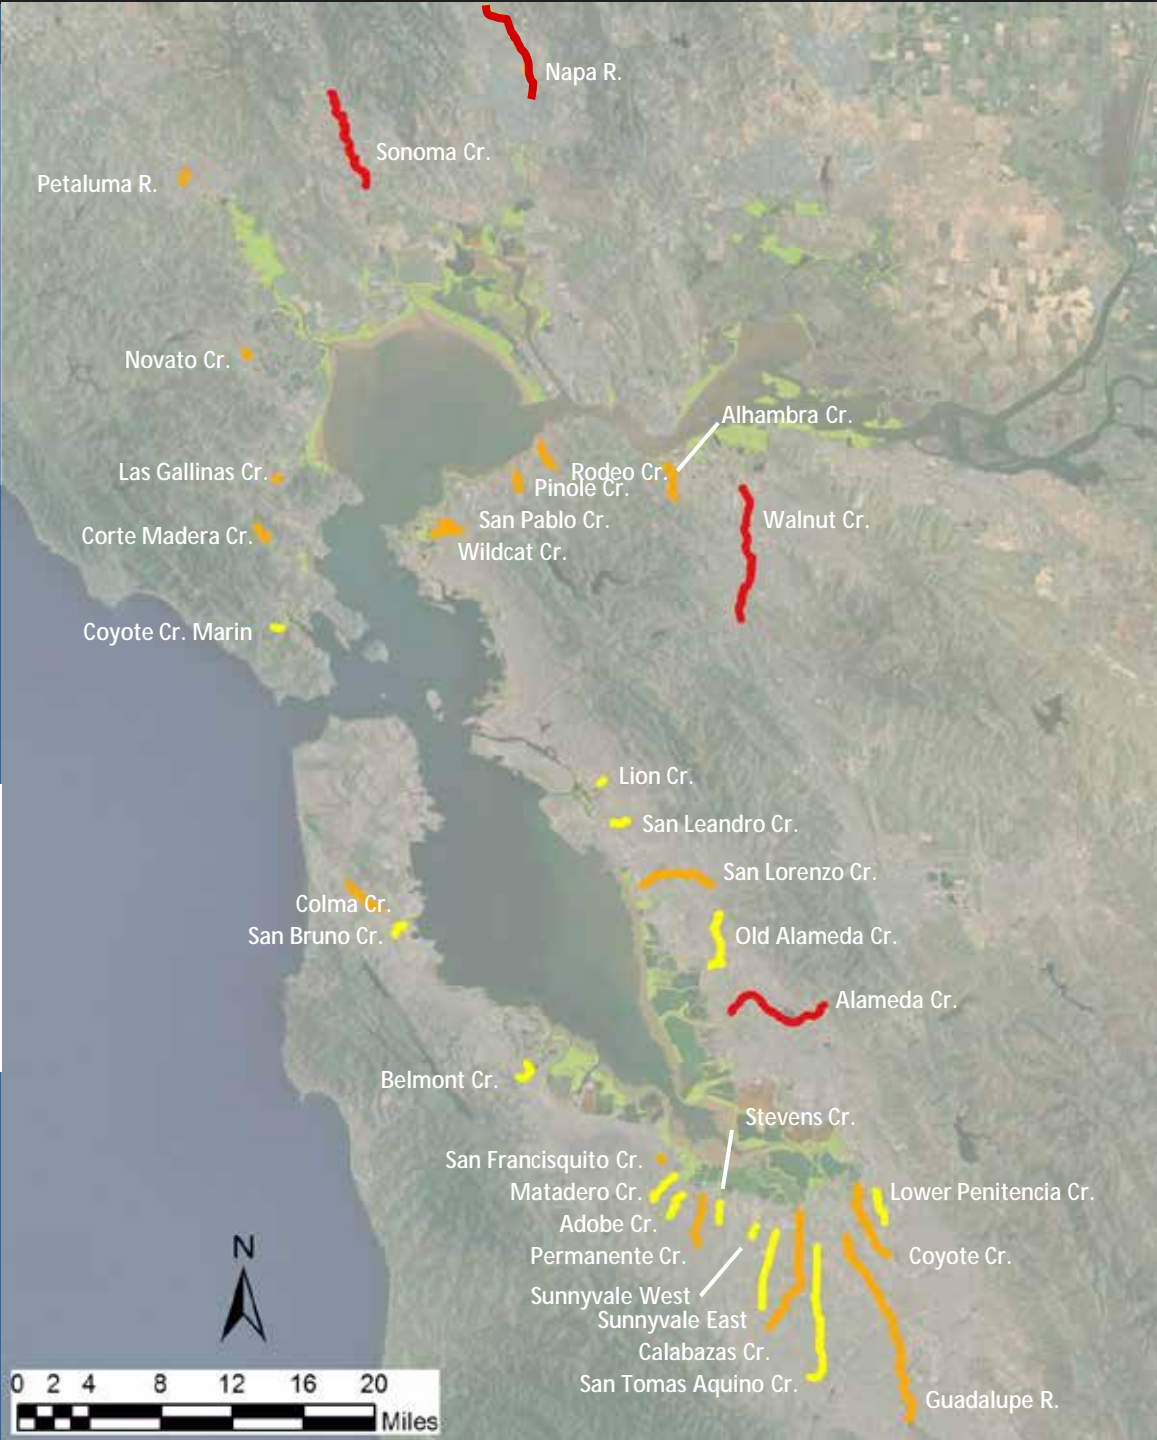 Napa R.
Sonoma Cr.
Petaluma R.
Novato Cr.
Alhambra Cr.
Las Gallinas Cr.
Rodeo Cr.
Pinole Cr.
San Pablo Cr.
Walnut Cr.
Corte Madera Cr.
Wildcat Cr.
Coyote Cr. Marin
Lion Cr.
San Leandro Cr.
San Lorenzo Cr.
Colma Cr.
San Bruno Cr.
Old Alameda Cr.
Alameda Cr.
Belmont Cr.
Stevens Cr.
San Francisquito Cr.
Matadero Cr.
Lower Penitencia Cr.
Adobe Cr.
Permanente Cr.
Coyote Cr.
N
Sunnyvale West
Sunnyvale East
Calabazas Cr.
San Tomas Aquino Cr.
Guadalupe R.
0 2 4 8 12 16 20
Miles